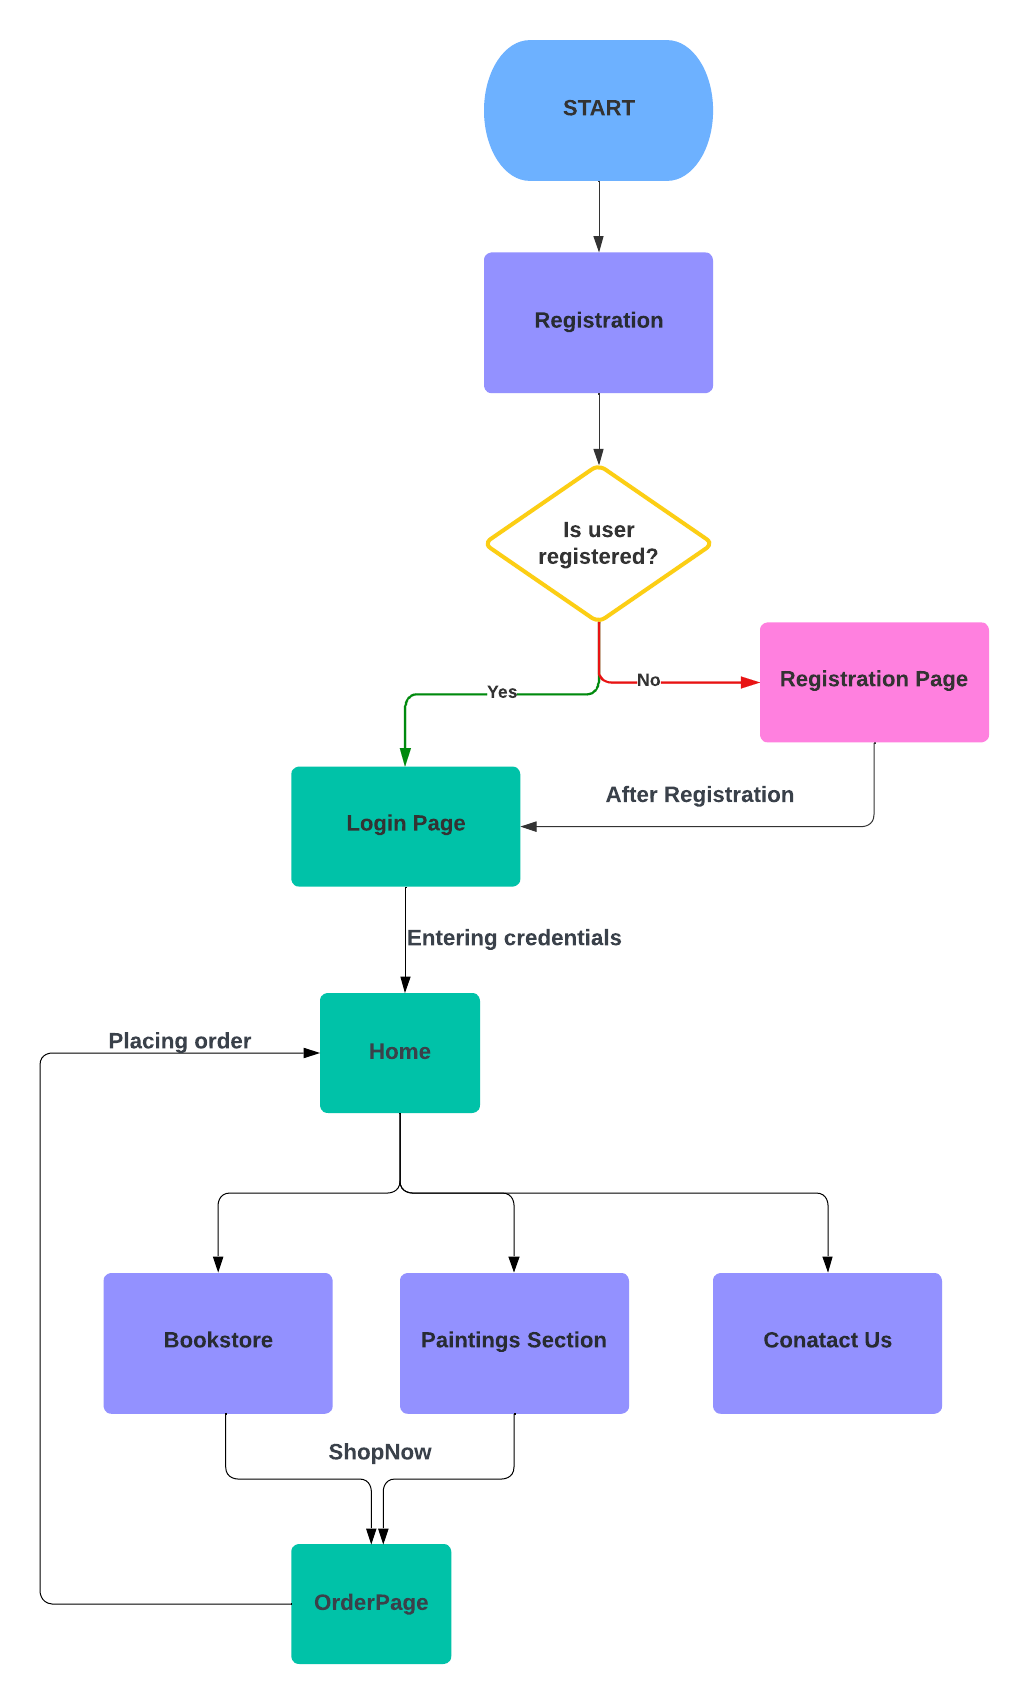 START
Registration
Is user
registered?
No
Yes
Registration Page
After Registration
Login Page
Entering credentials
Placing order
Home
Bookstore
Paintings Section
Conatact Us
ShopNow
OrderPage